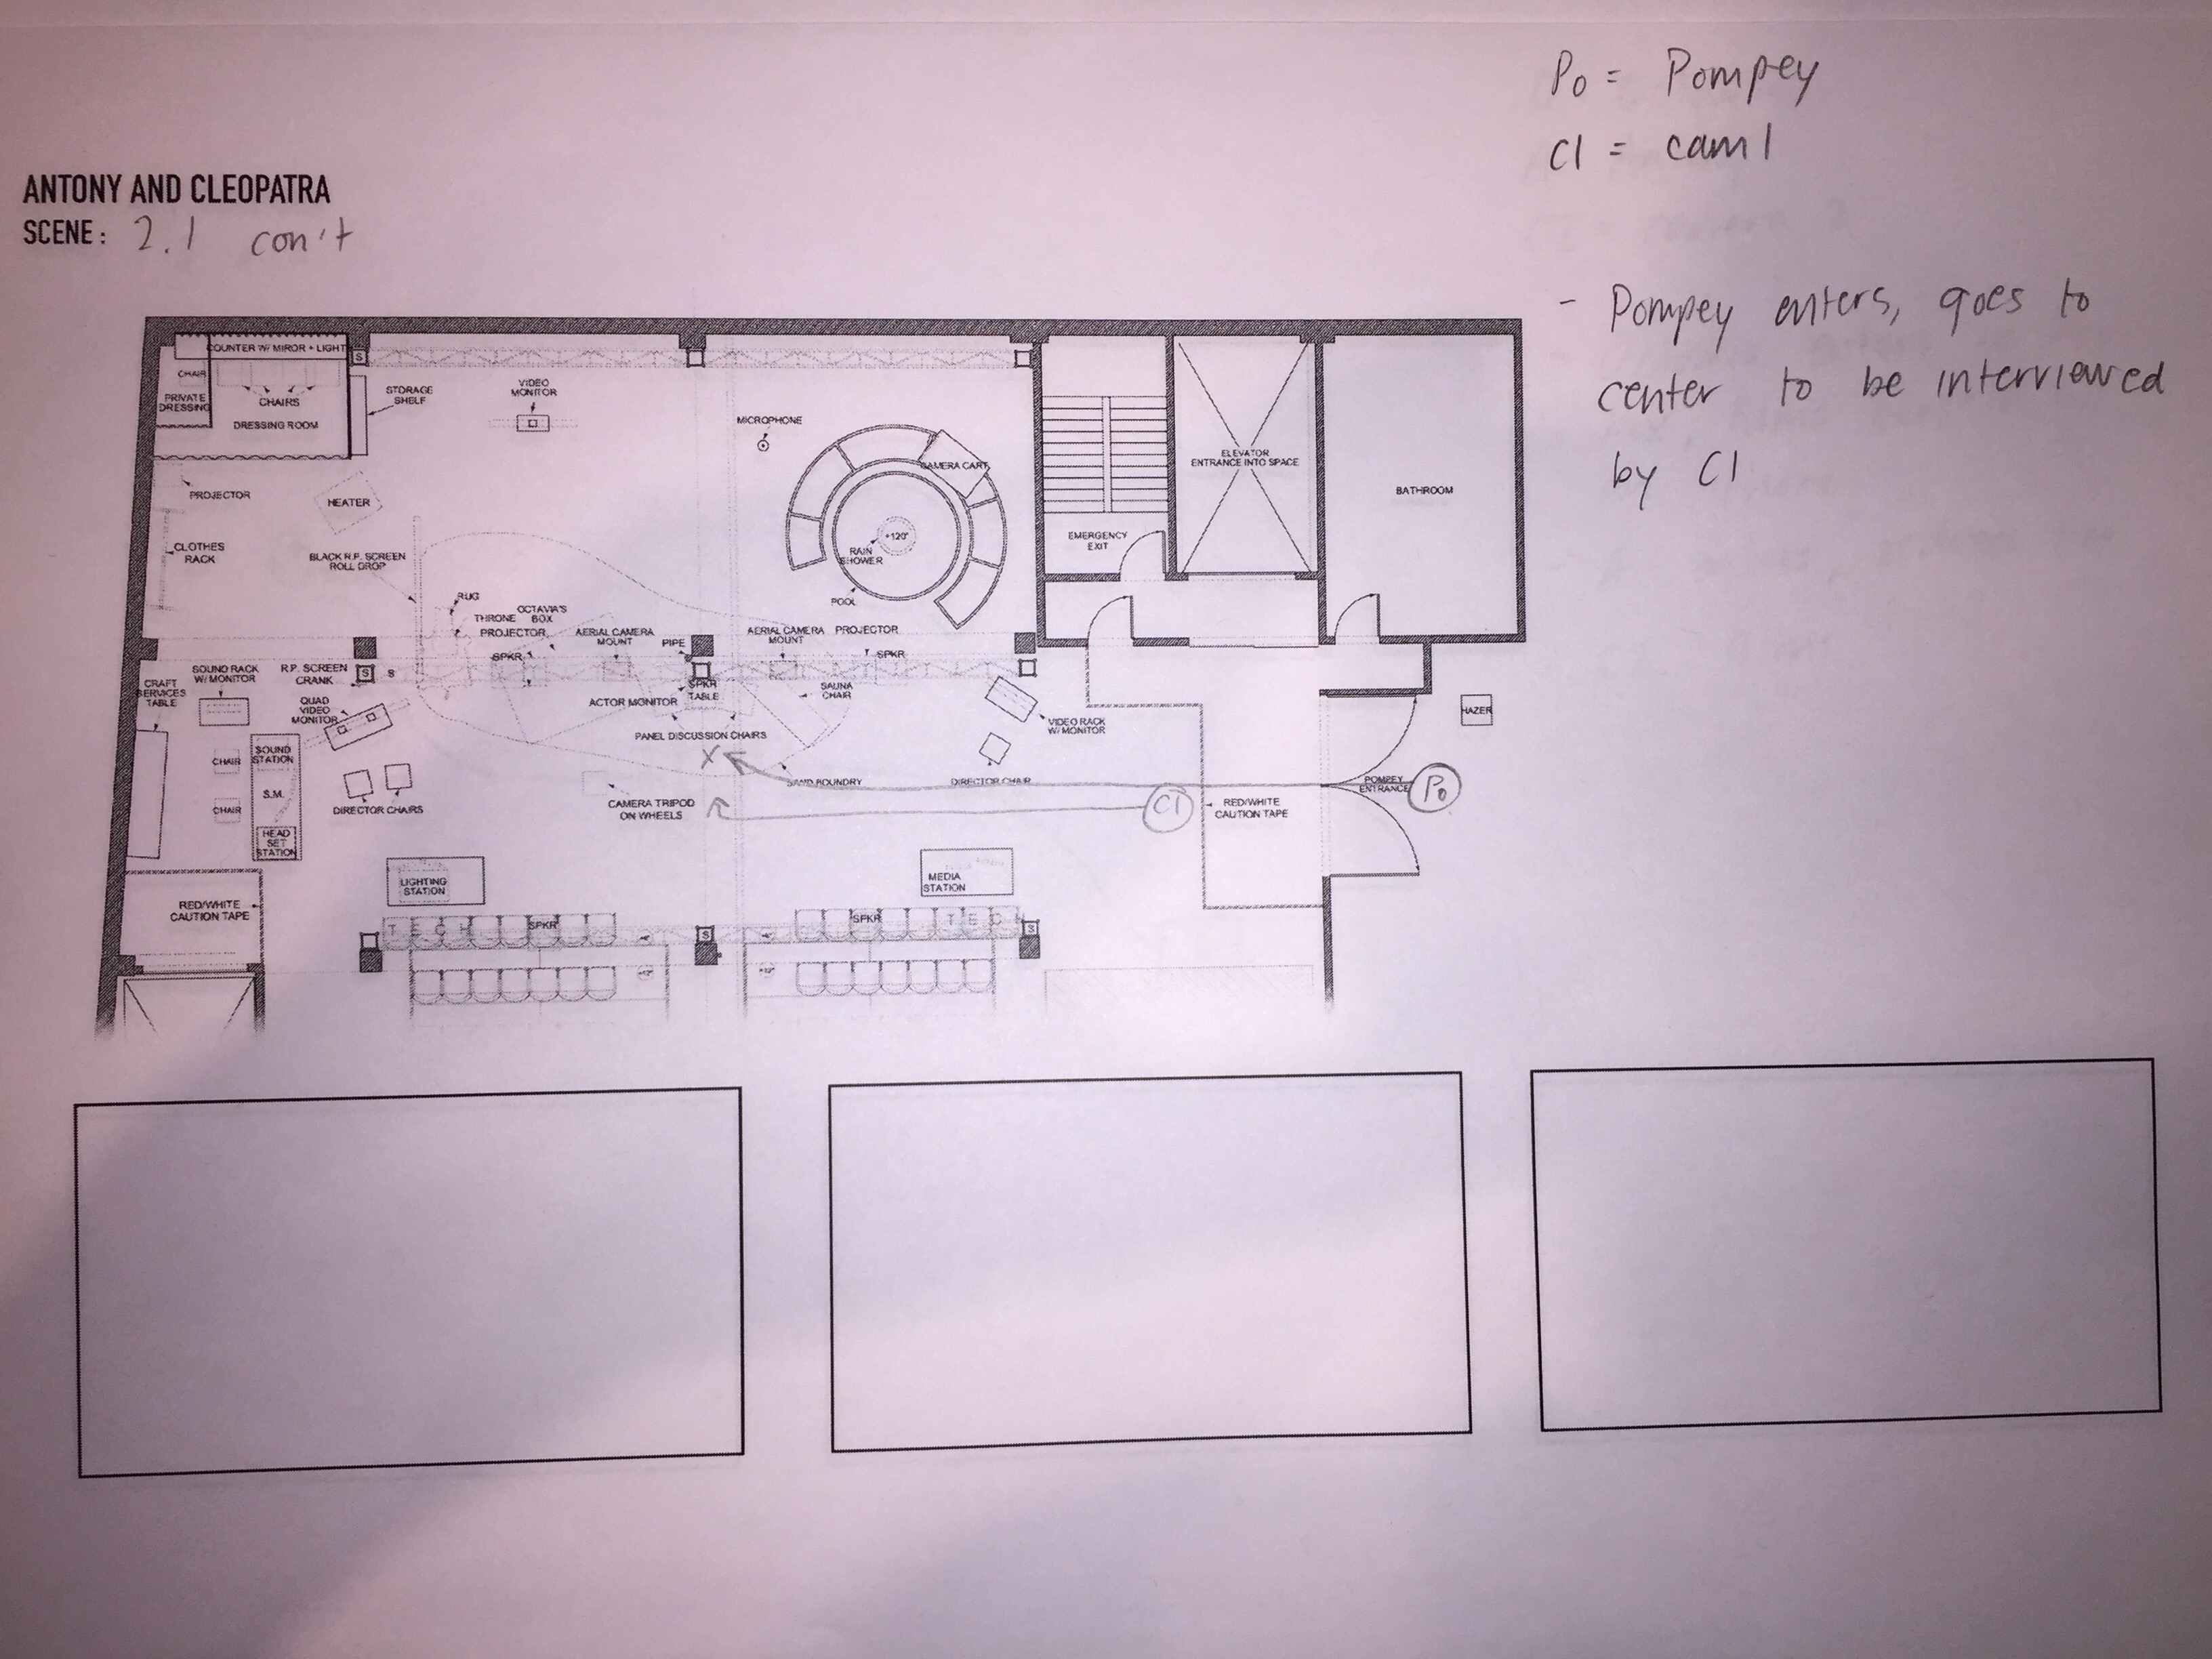 Po = Pompey
C1 = cam 1
ANTONY AND CLEOPATRA
SCENE: 2.1 con't
- Pompey enters, goes to
center to be interviewed
by C1
COUNTER W/ MIROR + LIGHT
CHAIR
PRIVATE
DRESSING
CHAIRS
DRESSING ROOM
S
STORAGE
SHELF
VIDEO
MONITOR
MICROPHONE
CAMERA CART
ELEVATOR
ENTRANCE INTO SPACE
BATHROOM
PROJECTOR
HEATER
+120"
RAIN
SHOWER
POOL
EMERGENCY
EXIT
CLOTHES
RACK
BLACK R.P. SCREEN
ROLL DROP
RUG
THRONE
OCTAVIA'S
BOX
PROJECTOR
AERIAL CAMERA
MOUNT
PIPE
AERIAL CAMERA
MOUNT
PROJECTOR
SPKR
SPKR
SOUND RACK
W/ MONITOR
R.P. SCREEN
CRANK
S
S
CRAFT
SERVICES
TABLE
QUAD
VIDEO
MONITOR
ACTOR MONITOR
SPKR
TABLE
SAUNA
CHAIR
VIDEO RACK
W/ MONITOR
HAZER
PANEL DISCUSSION CHAIRS
X
SOUND
STATION
CHAIR
S.M.
CHAIR
HEAD
SET
STATION
DIRECTOR CHAIRS
CAMERA TRIPOD
ON WHEELS
BOUNDRY
DIRECTOR CHAIR
C1
RED/WHITE
CAUTION TAPE
POMPEY
ENTRANCE
Po
LIGHTING
STATION
MEDIA
STATION
RED/WHITE
CAUTION TAPE
TECH
SPKR
S
SPKR
TECH
S